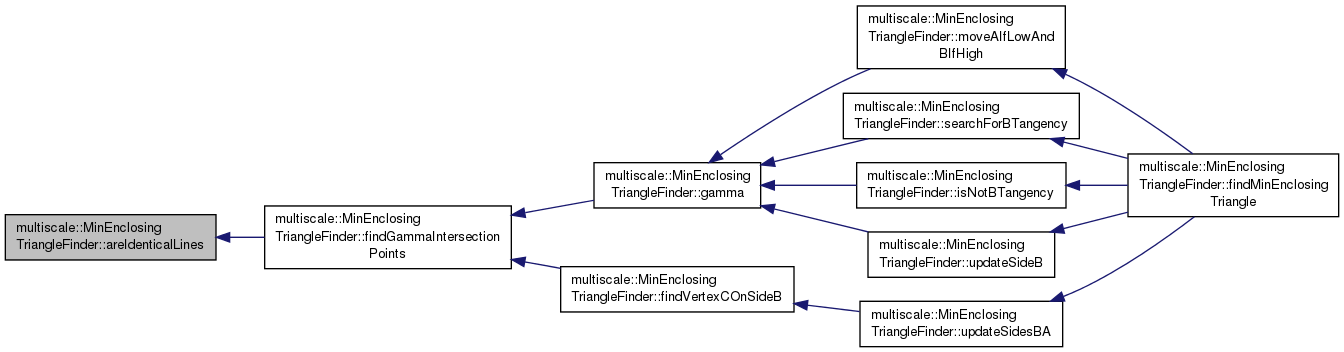 multiscale::MinEnclosing
TriangleFinder::areIdenticalLines
multiscale::MinEnclosing
TriangleFinder::findGammaIntersection
Points
multiscale::MinEnclosing
TriangleFinder::gamma
multiscale::MinEnclosing
TriangleFinder::findVertexCOnSideB
multiscale::MinEnclosing
TriangleFinder::moveAIfLowAnd
BIfHigh
multiscale::MinEnclosing
TriangleFinder::searchForBTangency
multiscale::MinEnclosing
TriangleFinder::isNotBTangency
multiscale::MinEnclosing
TriangleFinder::updateSideB
multiscale::MinEnclosing
TriangleFinder::updateSidesBA
multiscale::MinEnclosing
TriangleFinder::findMinEnclosing
Triangle